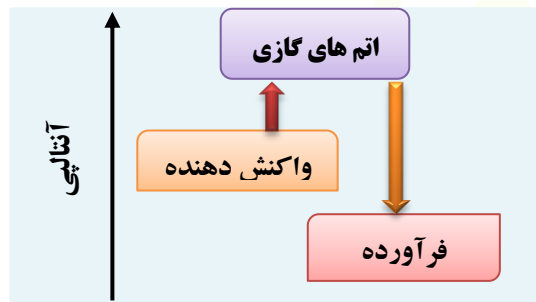 اتم های گازی
آنتالپی
واکنش دهنده
فرآورده